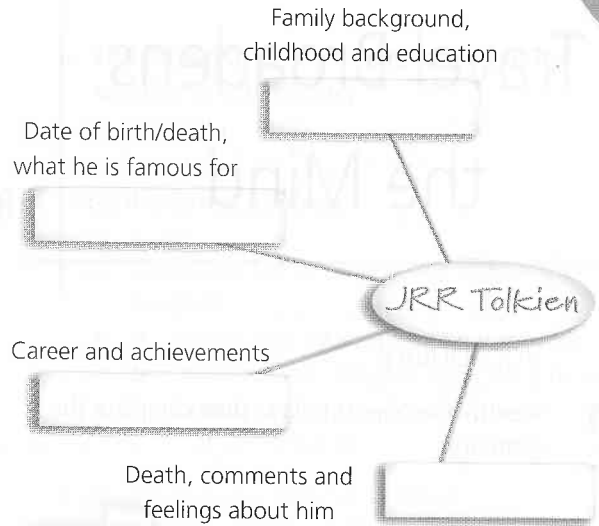 Family background,
childhood and education
Date of birth/death,
what he is famous for
JRR Tolkien
Career and achievements
Death, comments and
feelings about him